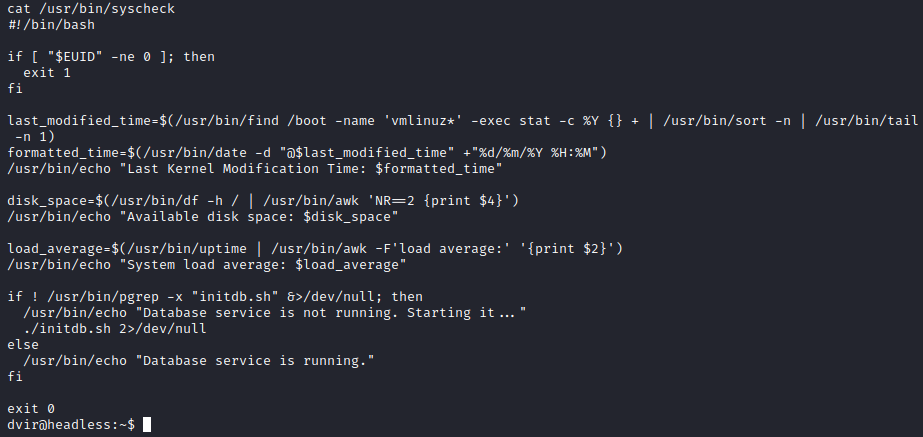 cat /usr/bin/syscheck
#!/bin/bash
if [ "$EUID" -ne 0 ]; then
  exit 1
fi
last_modified_time=$(/usr/bin/find /boot -name 'vmlinuz*' -exec stat -c %Y {} + | /usr/bin/sort -n | /usr/bin/tail
 -n 1)
formatted_time=$(/usr/bin/date -d "@$last_modified_time" +"%d/%m/%Y %H:%M")
/usr/bin/echo "Last Kernel Modification Time: $formatted_time"
disk_space=$(/usr/bin/df -h / | /usr/bin/awk 'NR==2 {print $4}')
/usr/bin/echo "Available disk space: $disk_space"
load_average=$(/usr/bin/uptime | /usr/bin/awk -F'load average:' '{print $2}')
/usr/bin/echo "System load average: $load_average"
if ! /usr/bin/pgrep -x "initdb.sh" &>/dev/null; then
  /usr/bin/echo "Database service is not running. Starting it..."
  ./initdb.sh 2>/dev/null
else
  /usr/bin/echo "Database service is running."
fi
exit 0
dvir@headless:~$